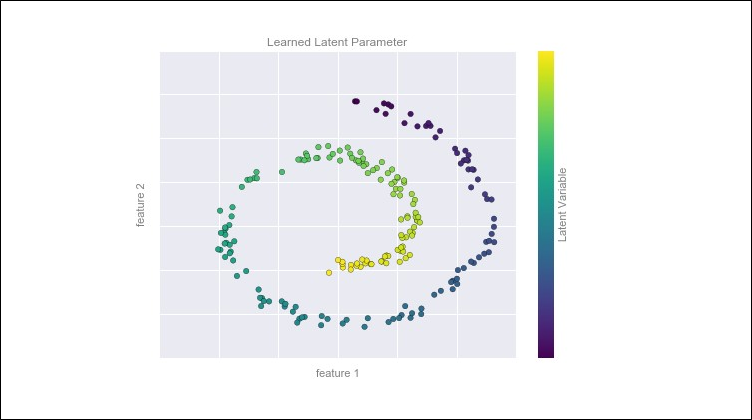 Learned Latent Parameter
feature 2
Latent Variable
feature 1